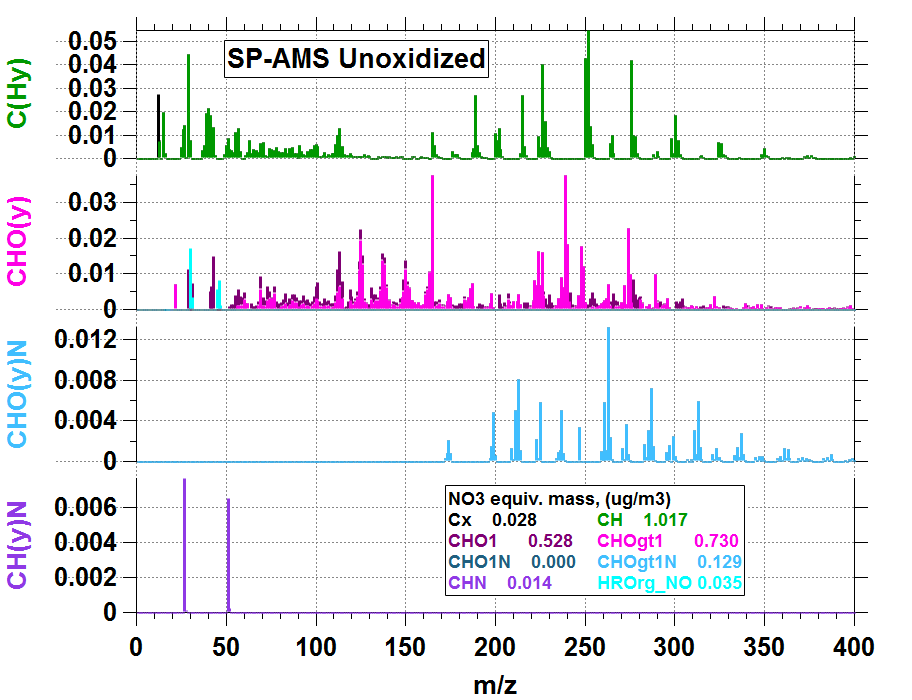 SP-AMS Unoxidized
C(Hy)
0.05
0.04
0.03
0.02
0.01
0
CHO(y)
0.03
0.02
0.01
0
CHO(y)N
0.012
0.008
0.004
0
CH(y)N
0.006
0.004
0.002
0
NO3 equiv. mass, (ug/m3)
Cx 0.028 CH 1.017
CHO1 0.528 CHOgt1 0.730
CHO1N 0.000 CHOgt1N 0.129
CHN 0.014 HROrg_NO 0.035
0 50 100 150 200 250 300 350 400
m/z